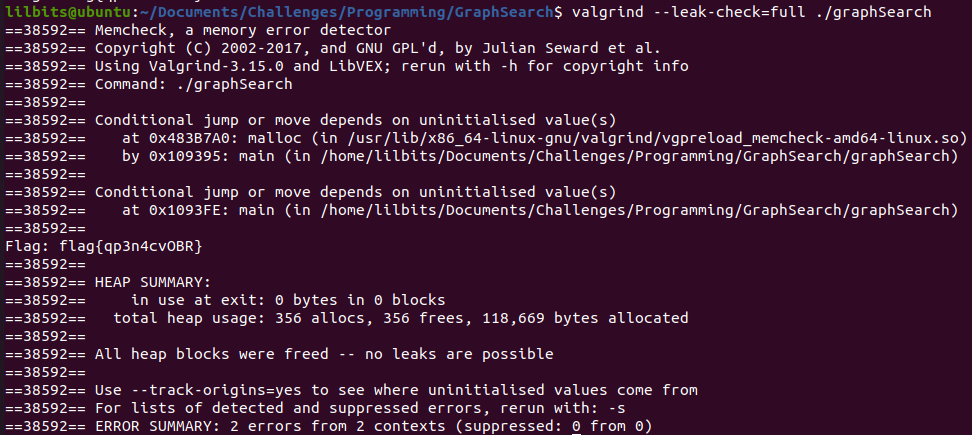 lilbits@ubuntu:~/Documents/Challenges/Programming/GraphSearch$ valgrind --leak-check=full ./graphSearch
==38592== Memcheck, a memory error detector
==38592== Copyright (C) 2002-2017, and GNU GPL'd, by Julian Seward et al.
==38592== Using Valgrind-3.15.0 and LibVEX; rerun with -h for copyright info
==38592== Command: ./graphSearch
==38592==
==38592== Conditional jump or move depends on uninitialised value(s)
==38592==    at 0x483B7A0: malloc (in /usr/lib/x86_64-linux-gnu/valgrind/vgpreload_memcheck-amd64-linux.so)
==38592==    by 0x109395: main (in /home/lilbits/Documents/Challenges/Programming/GraphSearch/graphSearch)
==38592==
==38592== Conditional jump or move depends on uninitialised value(s)
==38592==    at 0x1093FE: main (in /home/lilbits/Documents/Challenges/Programming/GraphSearch/graphSearch)
==38592==
Flag: flag{qp3n4cvOBR}
==38592==
==38592== HEAP SUMMARY:
==38592==     in use at exit: 0 bytes in 0 blocks
==38592==   total heap usage: 356 allocs, 356 frees, 118,669 bytes allocated
==38592==
==38592== All heap blocks were freed -- no leaks are possible
==38592==
==38592== Use --track-origins=yes to see where uninitialised values come from
==38592== For lists of detected and suppressed errors, rerun with: -s
==38592== ERROR SUMMARY: 2 errors from 2 contexts (suppressed: 0 from 0)